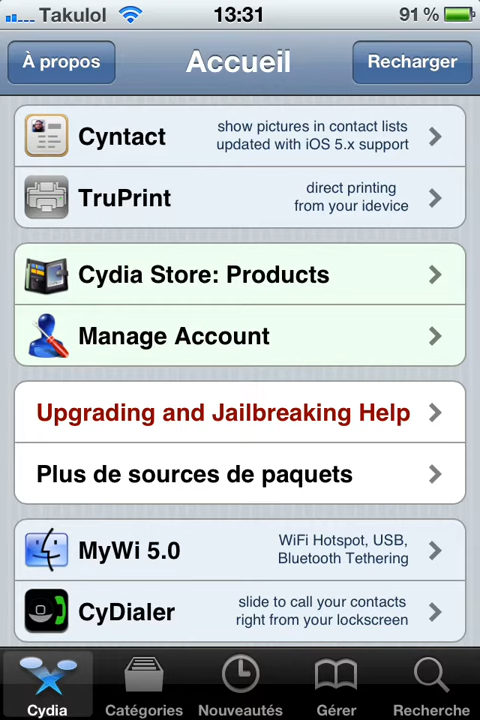 Takulol 13:31 91 %
À propos Accueil Recharger
Cyntact show pictures in contact lists
updated with iOS 5.x support
TruPrint direct printing
from your idevice
Cydia Store: Products
Manage Account
Upgrading and Jailbreaking Help
Plus de sources de paquets
MyWi 5.0 WiFi Hotspot, USB,
Bluetooth Tethering
CyDialer slide to call your contacts
right from your lockscreen
Cydia Catégories Nouveautés Gérer Recherche